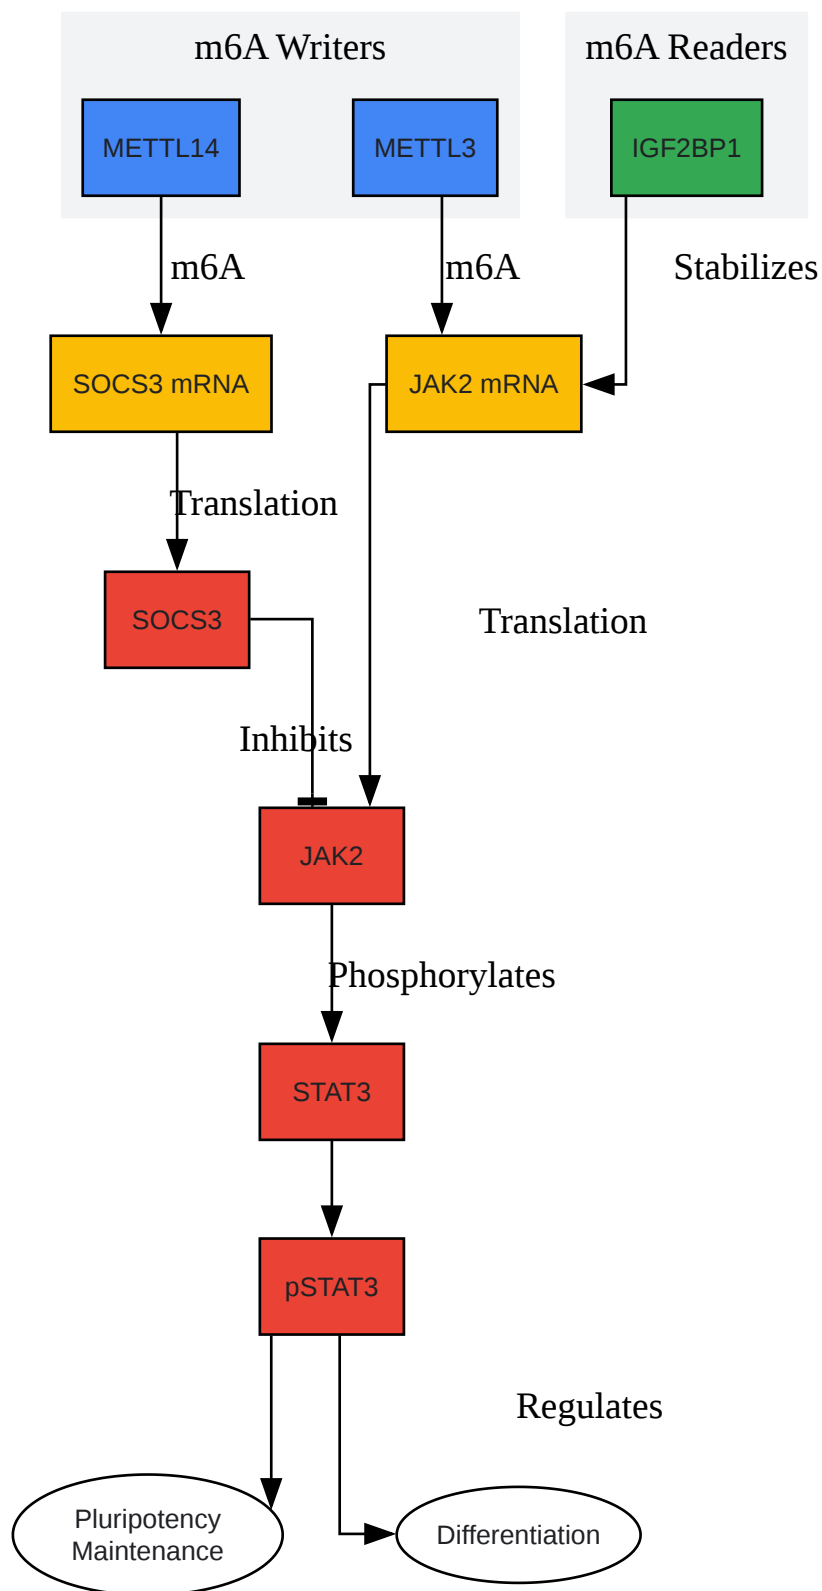 m6A Writers
m6A Readers
METTL14
METTL3
IGF2BP1
m6A
m6A
Stabilizes
SOCS3 mRNA
JAK2 mRNA
Translation
SOCS3
Translation
Inhibits
JAK2
Phosphorylates
STAT3
pSTAT3
Regulates
Pluripotency
Maintenance
Differentiation